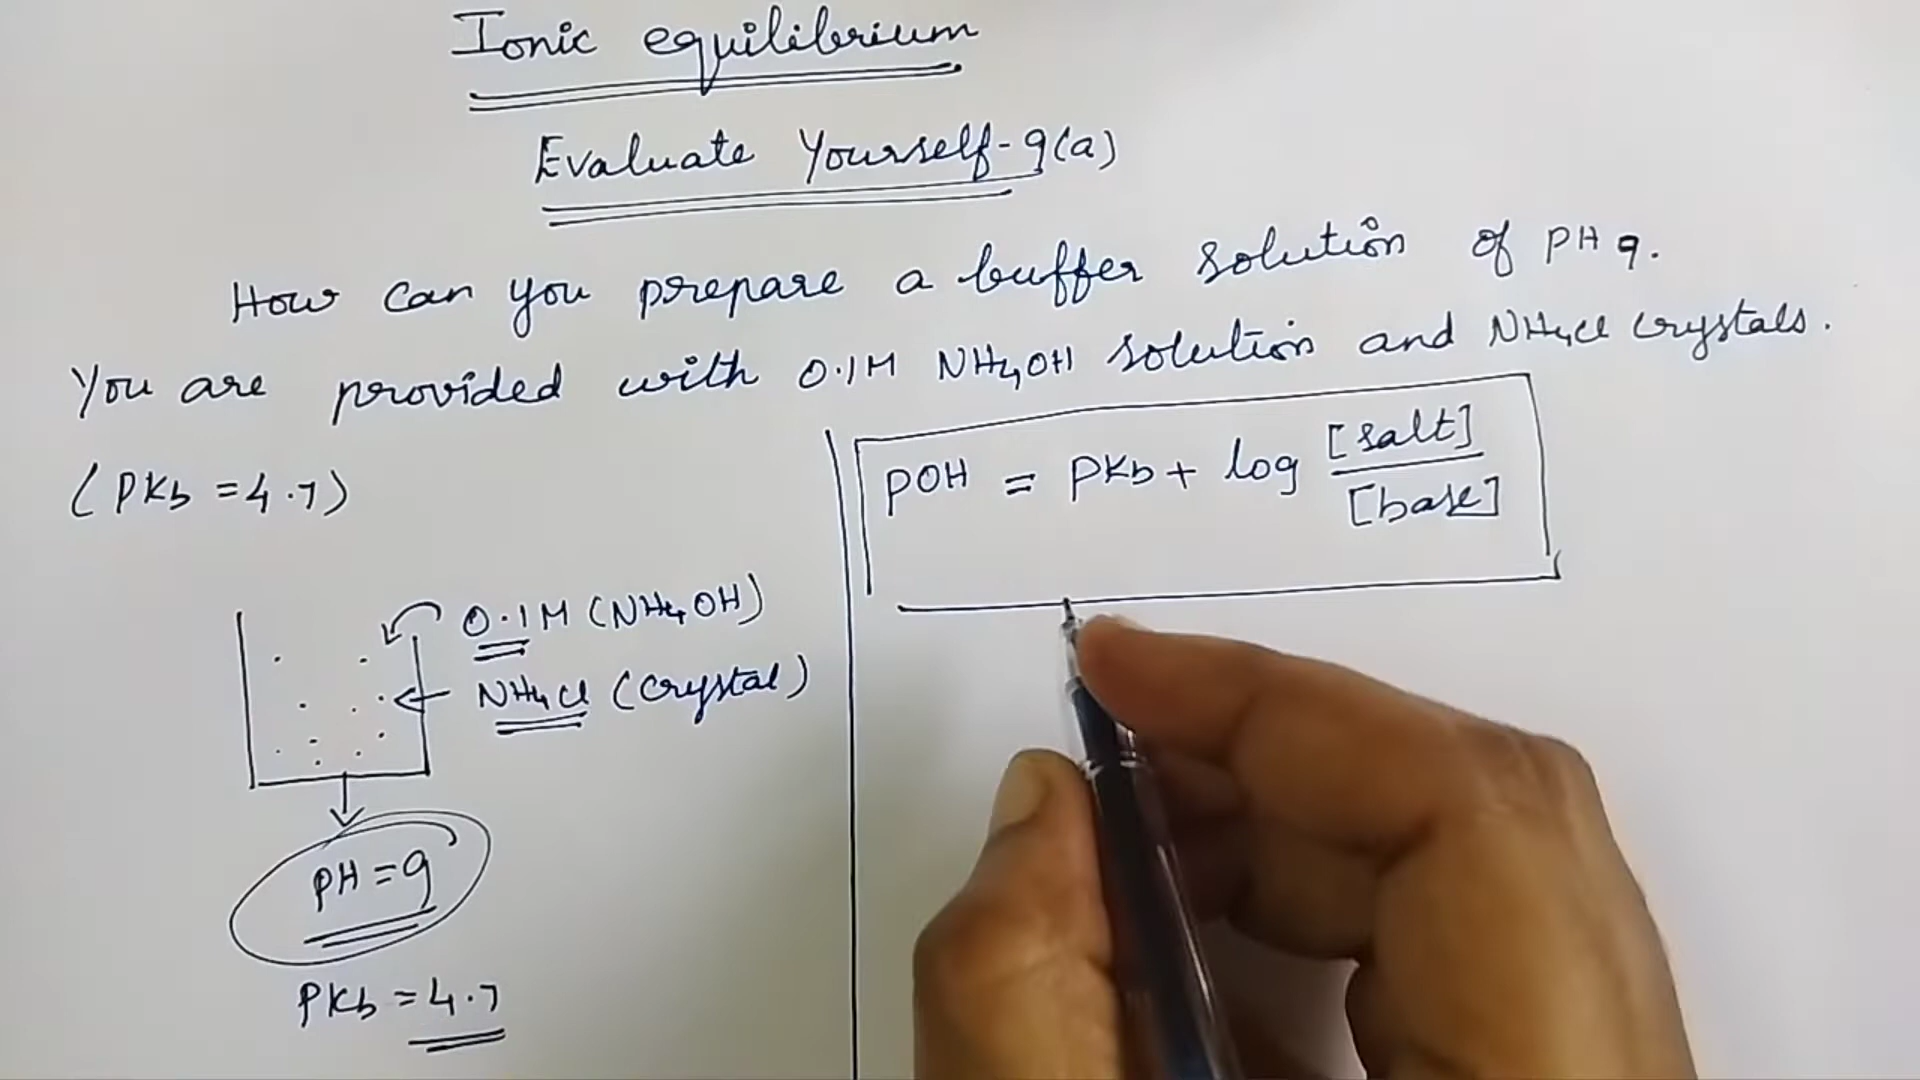 Ionic equilibrium
Evaluate Yourself-9(a)
How can you prepare a buffer solution of PH 9.
You are provided with 0.1M NH4OH solution and NH4Cl crystals.
(PKb = 4.7)
POH = PKb + log [salt]/[base]
0.1M (NH4OH)
NH4Cl (crystal)
PH = 9
PKb = 4.7